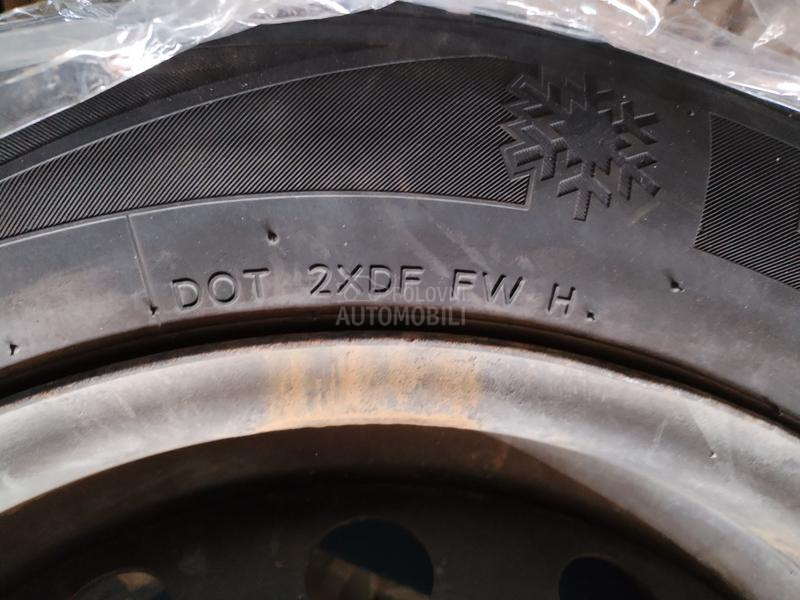 DOT 2XDF FW H
POLOVNI
AUTOMOBILI